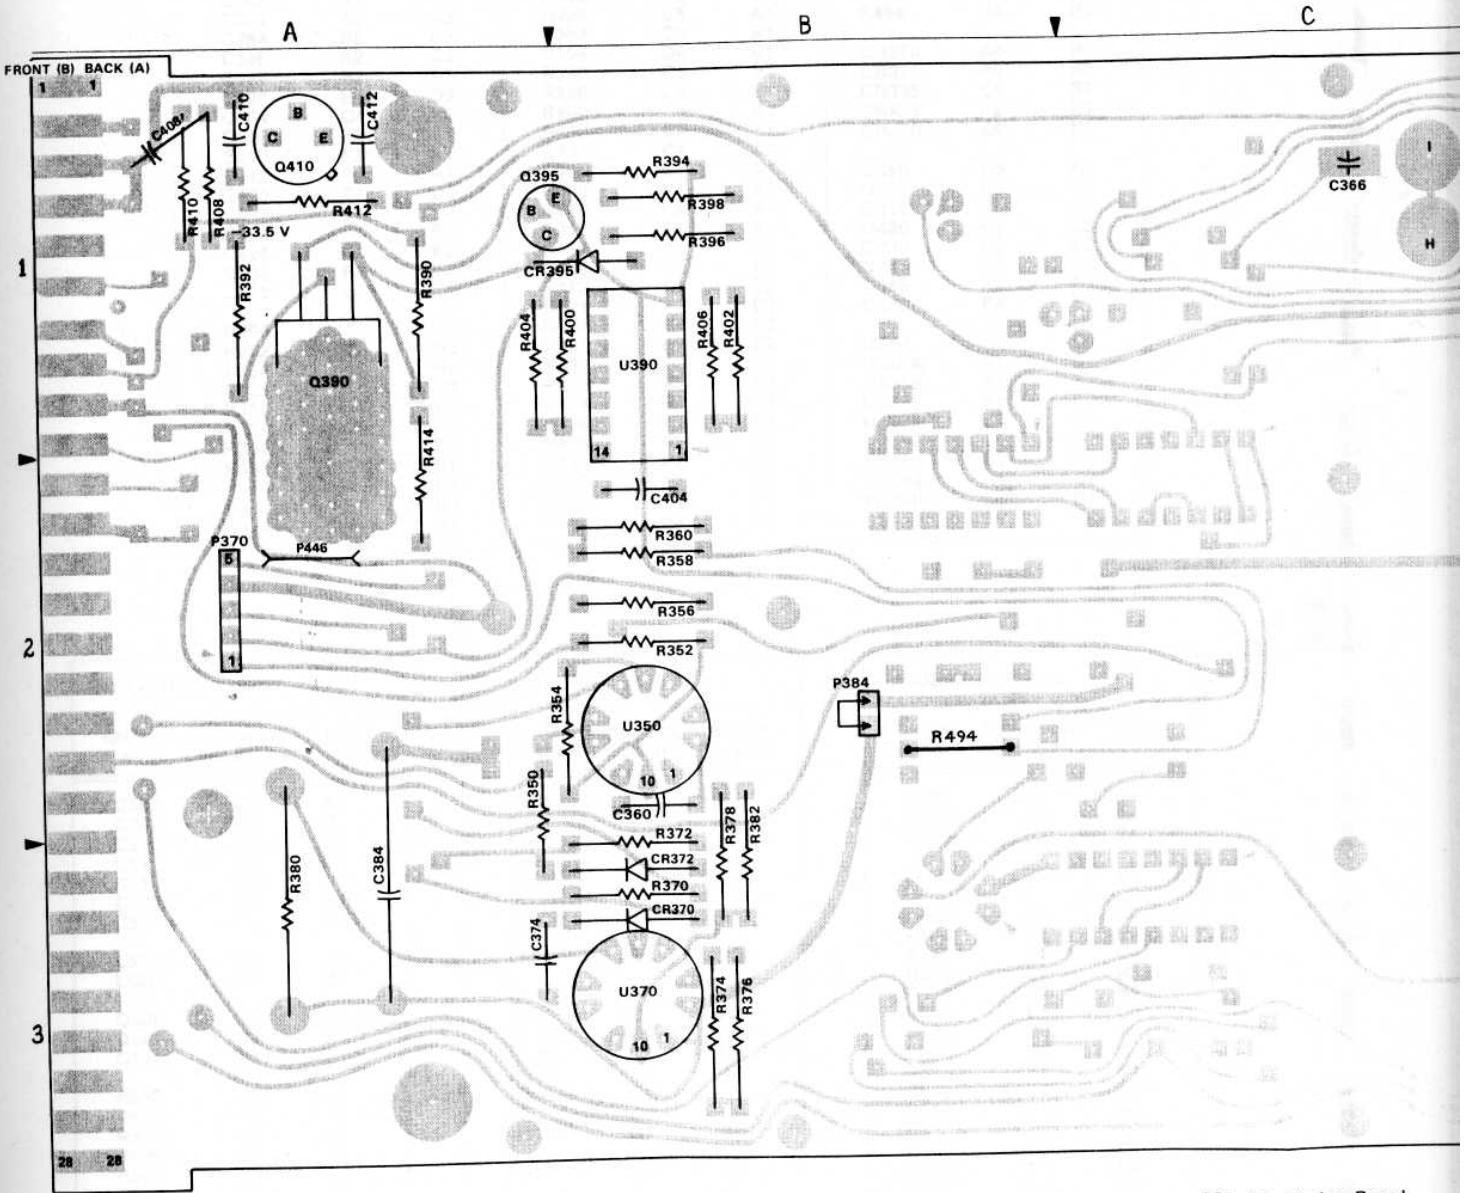 A B C
FRONT (B) BACK (A)
1 1
C408
C410
B
C E
Q410
C412
R410
R408
R412
-33.5 V
R392
R390
Q390
R414
Q395
E
B
C
CR395
R394
R398
R396
R404
R400
U390
14 1
R406
R402
C366
I
H
1
C404
R360
R358
P370
5
1
P446
R356
R352
2
R354
U350
10 1
P384
R494
R350
C360
R378
R382
R372
CR372
R370
CR370
R380
C384
C374
U370
10 1
R374
R376
3
28 28